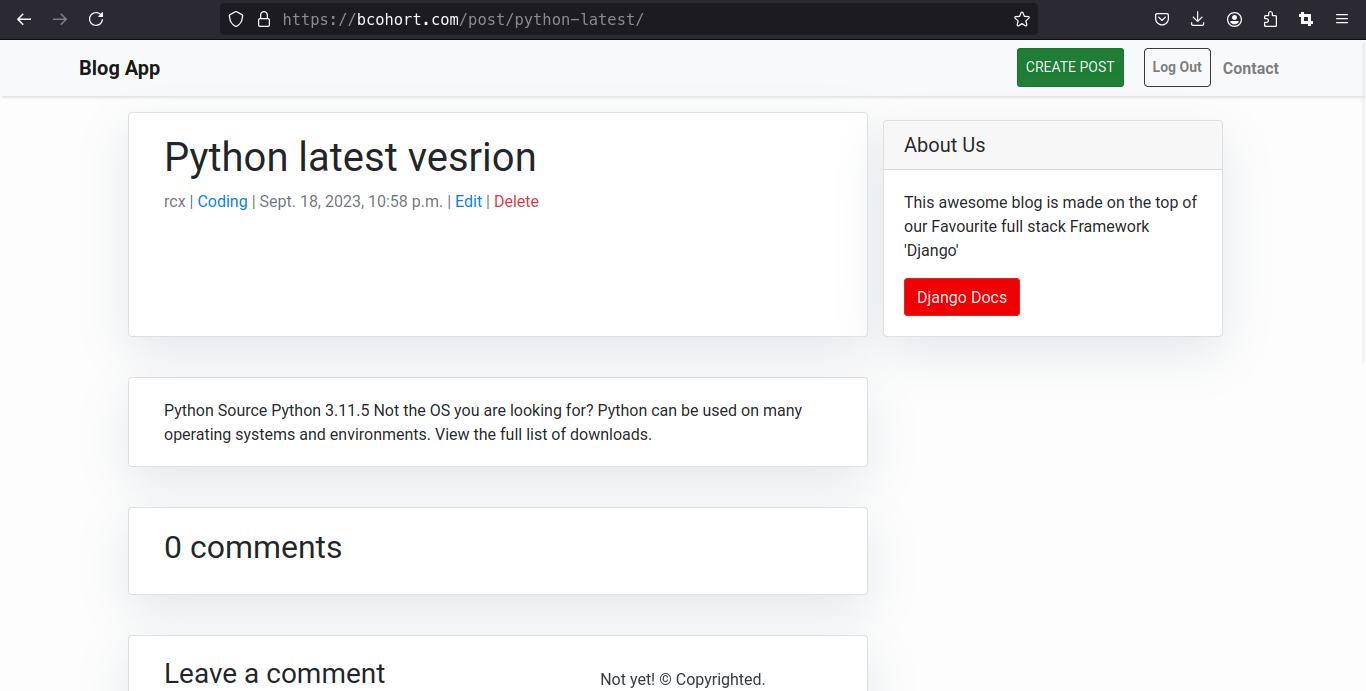 https://bcohort.com/post/python-latest/
Blog App
CREATE POST
Log Out
Contact
Python latest vesrion
rcx | Coding | Sept. 18, 2023, 10:58 p.m. | Edit | Delete
About Us
This awesome blog is made on the top of
our Favourite full stack Framework
'Django'
Django Docs
Python Source Python 3.11.5 Not the OS you are looking for? Python can be used on many
operating systems and environments. View the full list of downloads.
0 comments
Leave a comment
Not yet! © Copyrighted.